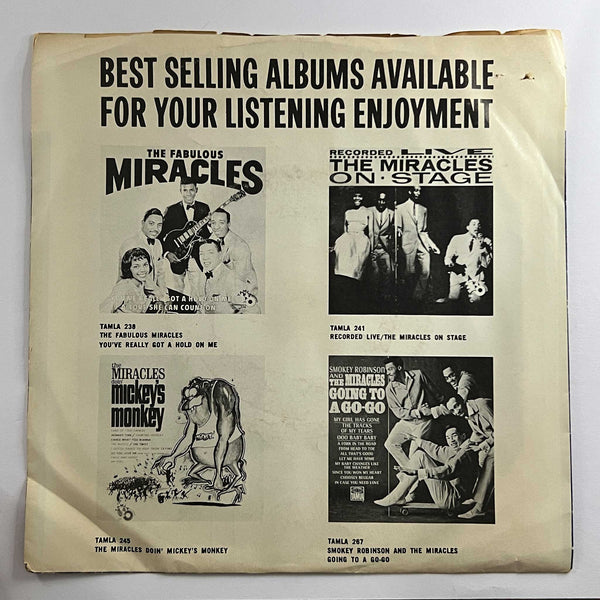 BEST SELLING ALBUMS AVAILABLE
FOR YOUR LISTENING ENJOYMENT
THE FABULOUS
MIRACLES
TAMLA 238
THE FABULOUS MIRACLES
YOU'VE REALLY GOT A HOLD ON ME
RECORDED LIVE
THE MIRACLES
ON·STAGE
TAMLA 241
RECORDED LIVE/THE MIRACLES ON STAGE
the
MIRACLES
doin'
mickey's
monkey
TAMLA 245
THE MIRACLES DOIN' MICKEY'S MONKEY
SMOKEY ROBINSON
AND THE MIRACLES
GOING TO
A GO-GO
MY GIRL HAS GONE
THE TRACKS
OF MY TEARS
OOO BABY BABY
A FORK IN THE ROAD
FROM HEAD TO TOE
ALL THAT'S GOOD
LET ME HAVE SOME
MY BABY CHANGES LIKE
THE WEATHER
SINCE YOU WON MY HEART
CHOOSEY BEGGAR
IN CASE YOU NEED LOVE
TAMLA
TAMLA 267
SMOKEY ROBINSON AND THE MIRACLES
GOING TO A GO-GO